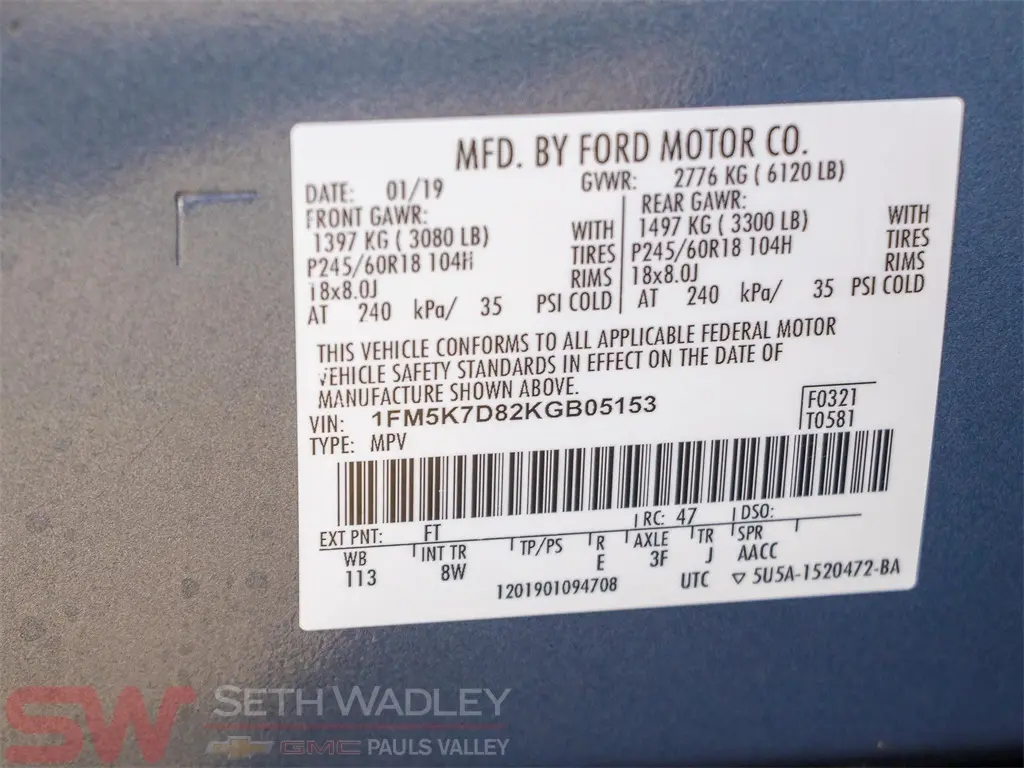 MFD. BY FORD MOTOR CO.
DATE: 01/19 GVWR: 2776 KG ( 6120 LB)
FRONT GAWR: REAR GAWR:
1397 KG ( 3080 LB) WITH 1497 KG ( 3300 LB) WITH
P245/60R18 104H TIRES P245/60R18 104H TIRES
18x8.0J RIMS 18x8.0J RIMS
AT 240 kPa/ 35 PSI COLD AT 240 kPa/ 35 PSI COLD
THIS VEHICLE CONFORMS TO ALL APPLICABLE FEDERAL MOTOR
VEHICLE SAFETY STANDARDS IN EFFECT ON THE DATE OF
MANUFACTURE SHOWN ABOVE.
VIN: 1FM5K7D82KGB05153 F0321
TYPE: MPV T0581
EXT PNT: FT RC: 47 DSO:
WB INT TR TP/PS R AXLE TR SPR
113 8W E 3F J AACC
1201901094708 UTC ▽ 5U5A-1520472-BA
SW SETH WADLEY
GMC PAULS VALLEY